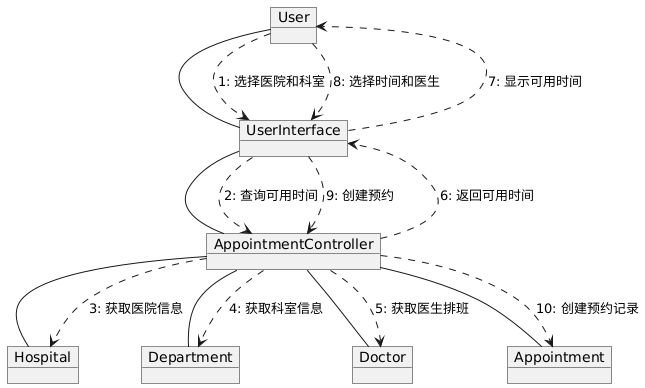 User
1: 选择医院和科室
8: 选择时间和医生
7: 显示可用时间
UserInterface
2: 查询可用时间
9: 创建预约
6: 返回可用时间
AppointmentController
3: 获取医院信息
4: 获取科室信息
5: 获取医生排班
10: 创建预约记录
Hospital
Department
Doctor
Appointment